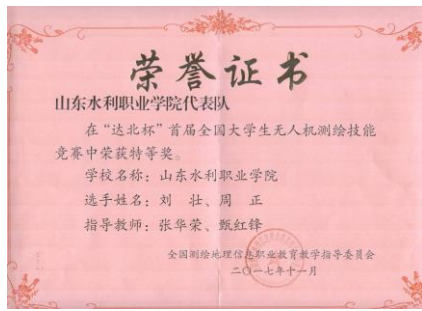 荣誉证书
山东水利职业学院代表队
在“达北杯”首届全国大学生无人机测绘技能
竞赛中荣获特等奖。
学校名称：山东水利职业学院
选手姓名：刘 壮、周 正
指导教师：张华荣、甄红锋
全国测绘地理信息职业教育教学指导委员会
二〇一七年十一月